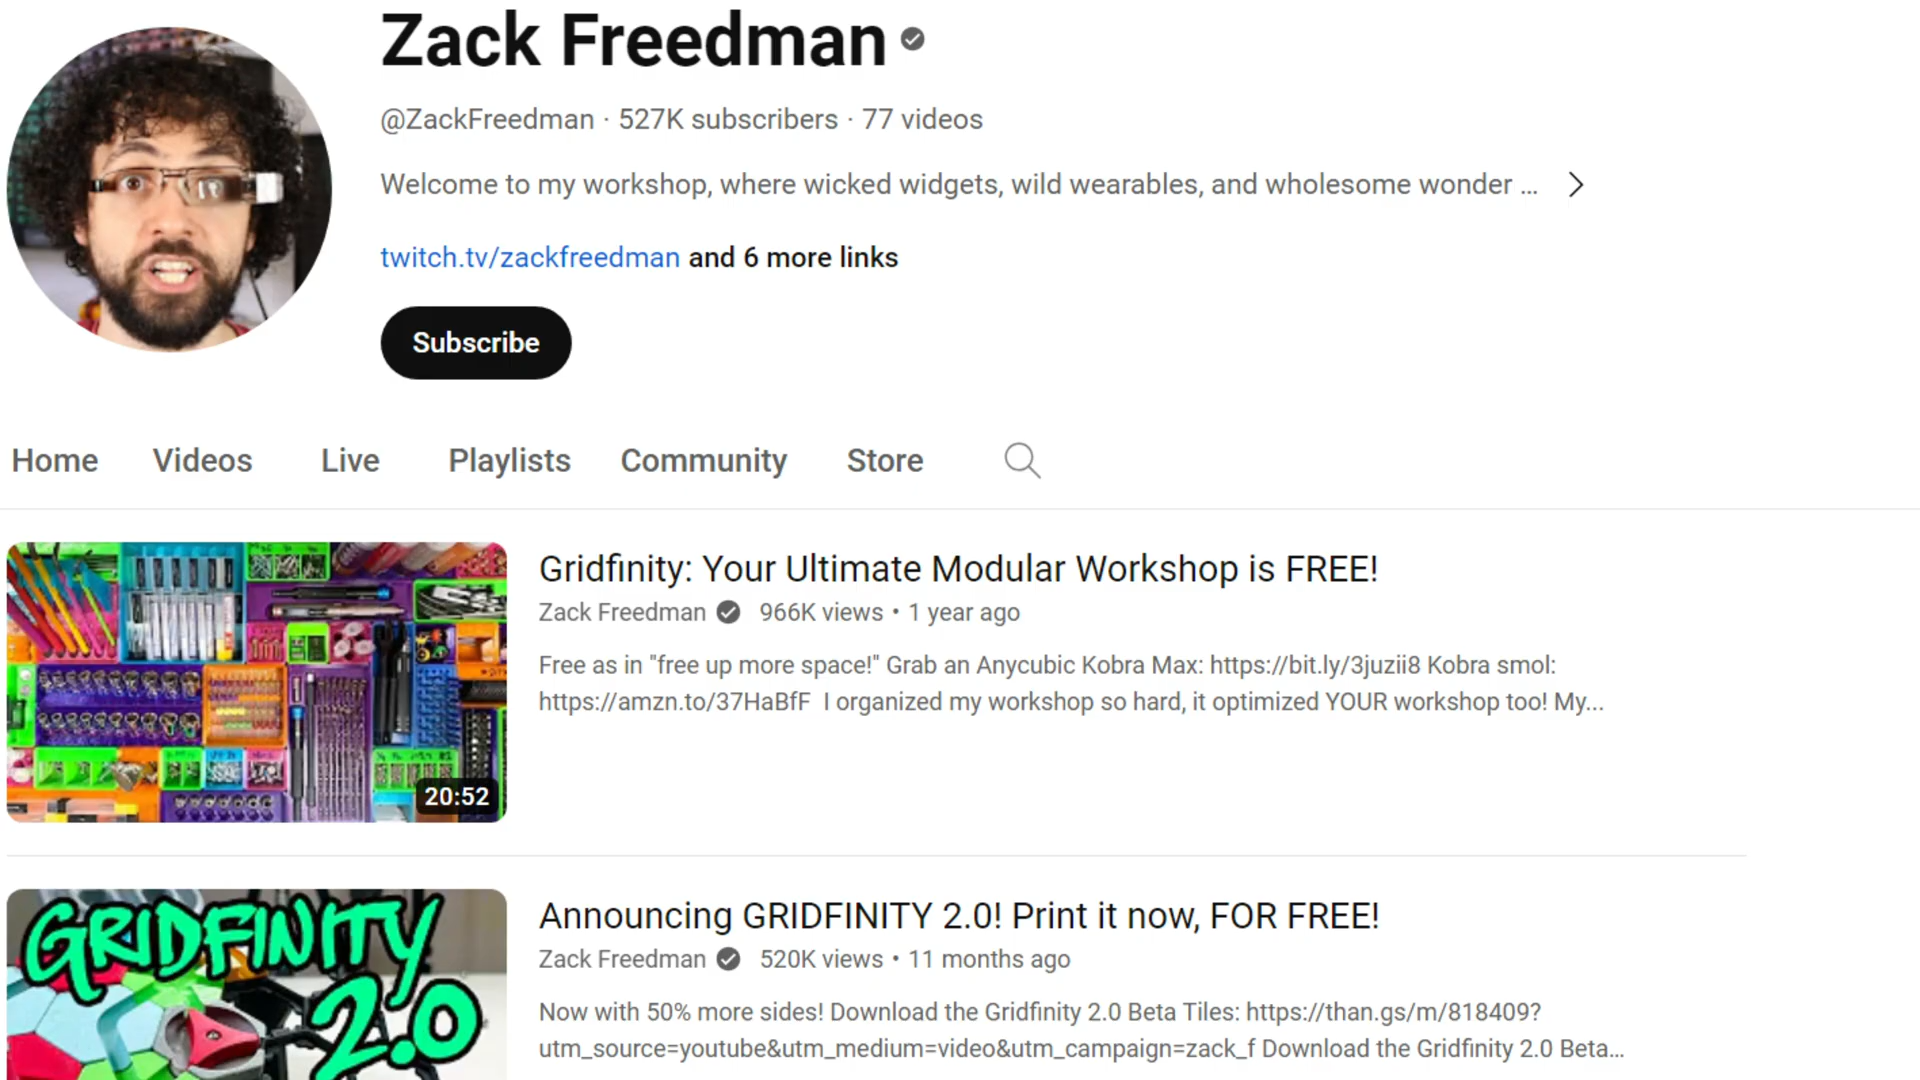 Zack Freedman
@ZackFreedman · 527K subscribers · 77 videos
Welcome to my workshop, where wicked widgets, wild wearables, and wholesome wonder ...
twitch.tv/zackfreedman and 6 more links
Subscribe
Home Videos Live Playlists Community Store
20:52
Gridfinity: Your Ultimate Modular Workshop is FREE!
Zack Freedman 966K views • 1 year ago
Free as in "free up more space!" Grab an Anycubic Kobra Max: https://bit.ly/3juzii8 Kobra smol:
https://amzn.to/37HaBfF I organized my workshop so hard, it optimized YOUR workshop too! My...
GRIDFINITY
2.0
Announcing GRIDFINITY 2.0! Print it now, FOR FREE!
Zack Freedman 520K views • 11 months ago
Now with 50% more sides! Download the Gridfinity 2.0 Beta Tiles: https://than.gs/m/818409?
utm_source=youtube&utm_medium=video&utm_campaign=zack_f Download the Gridfinity 2.0 Beta...